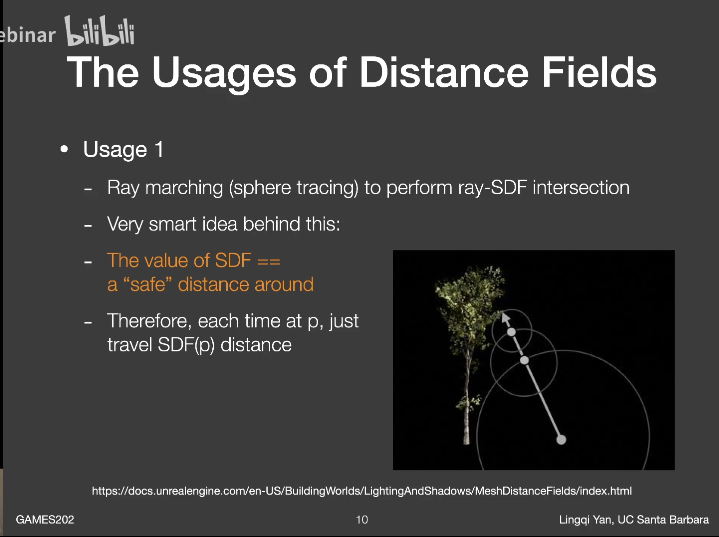 ebinar bilibili
The Usages of Distance Fields
• Usage 1
- Ray marching (sphere tracing) to perform ray-SDF intersection
- Very smart idea behind this:
- The value of SDF ==
a “safe” distance around
- Therefore, each time at p, just
travel SDF(p) distance
https://docs.unrealengine.com/en-US/BuildingWorlds/LightingAndShadows/MeshDistanceFields/index.html
GAMES202
10
Lingqi Yan, UC Santa Barbara